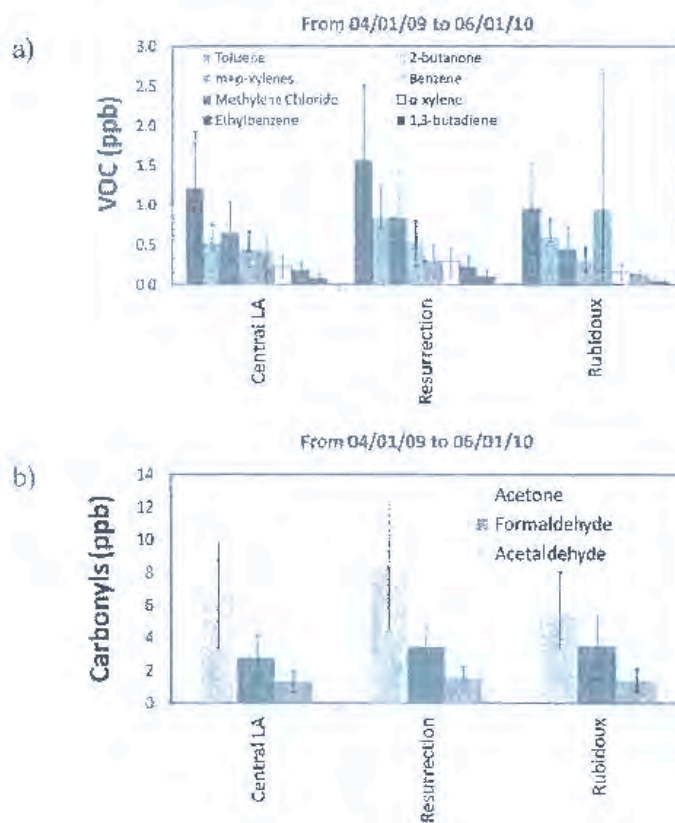 a)
From 04/01/09 to 06/01/10
VOC (ppb)
3.0
2.5
2.0
1.5
1.0
0.5
0.0
Toluene
2-butanone
m+p-xylenes
Benzene
Methylene Chloride
o-xylene
Ethylbenzene
1,3-butadiene
Central LA
Resurrection
Rubidoux
b)
From 04/01/09 to 06/01/10
Carbonyls (ppb)
14
12
10
8
6
4
2
0
Acetone
Formaldehyde
Acetaldehyde
Central LA
Resurrection
Rubidoux